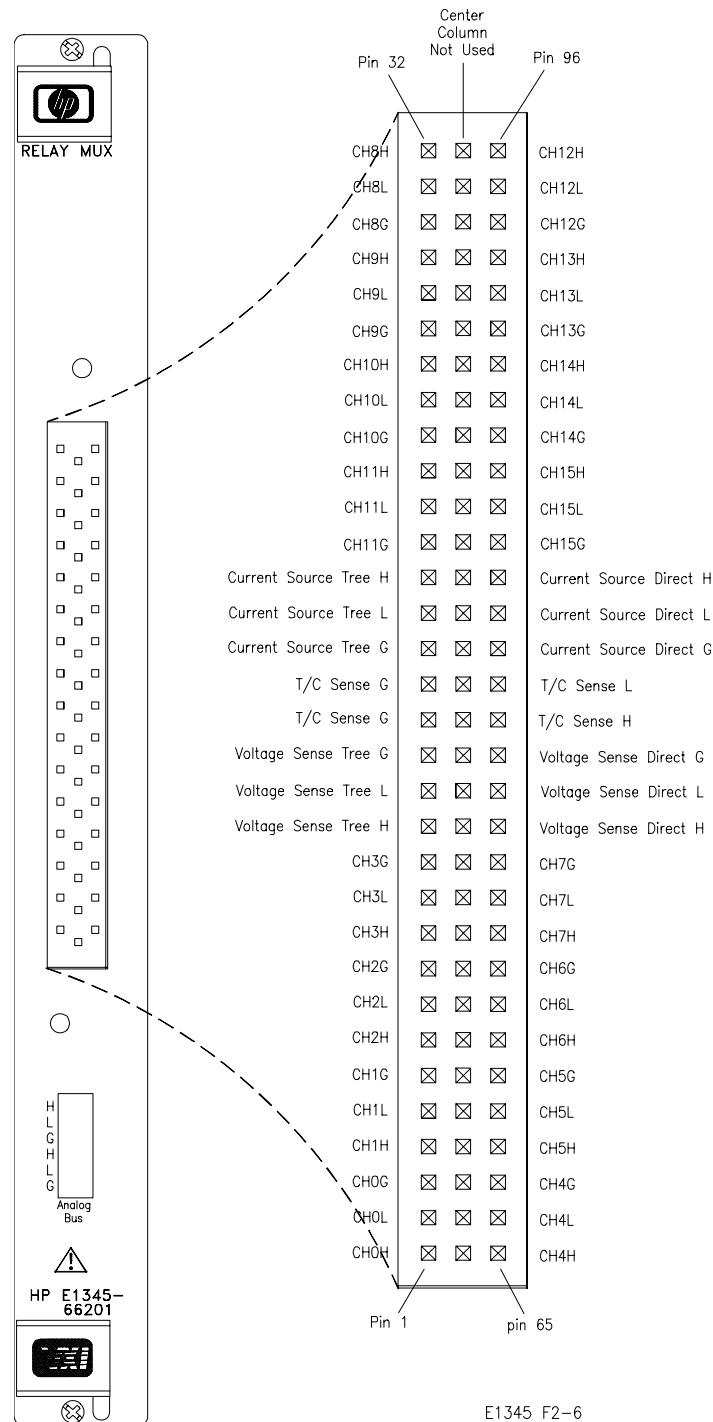 Center
Column
Not Used
Pin 32
Pin 96
hp
RELAY MUX
CH8H CH12H
CH8L CH12L
CH8G CH12G
CH9H CH13H
CH9L CH13L
CH9G CH13G
CH10H CH14H
CH10L CH14L
CH10G CH14G
CH11H CH15H
CH11L CH15L
CH11G CH15G
Current Source Tree H Current Source Direct H
Current Source Tree L Current Source Direct L
Current Source Tree G Current Source Direct G
T/C Sense G T/C Sense L
T/C Sense G T/C Sense H
Voltage Sense Tree G Voltage Sense Direct G
Voltage Sense Tree L Voltage Sense Direct L
Voltage Sense Tree H Voltage Sense Direct H
CH3G CH7G
CH3L CH7L
CH3H CH7H
CH2G CH6G
CH2L CH6L
CH2H CH6H
CH1G CH5G
CH1L CH5L
CH1H CH5H
CH0G CH4G
CH0L CH4L
CH0H CH4H
Pin 1
pin 65
H
L
G
H
L
G
Analog
Bus
HP E1345-
66201
VXI
E1345 F2-6